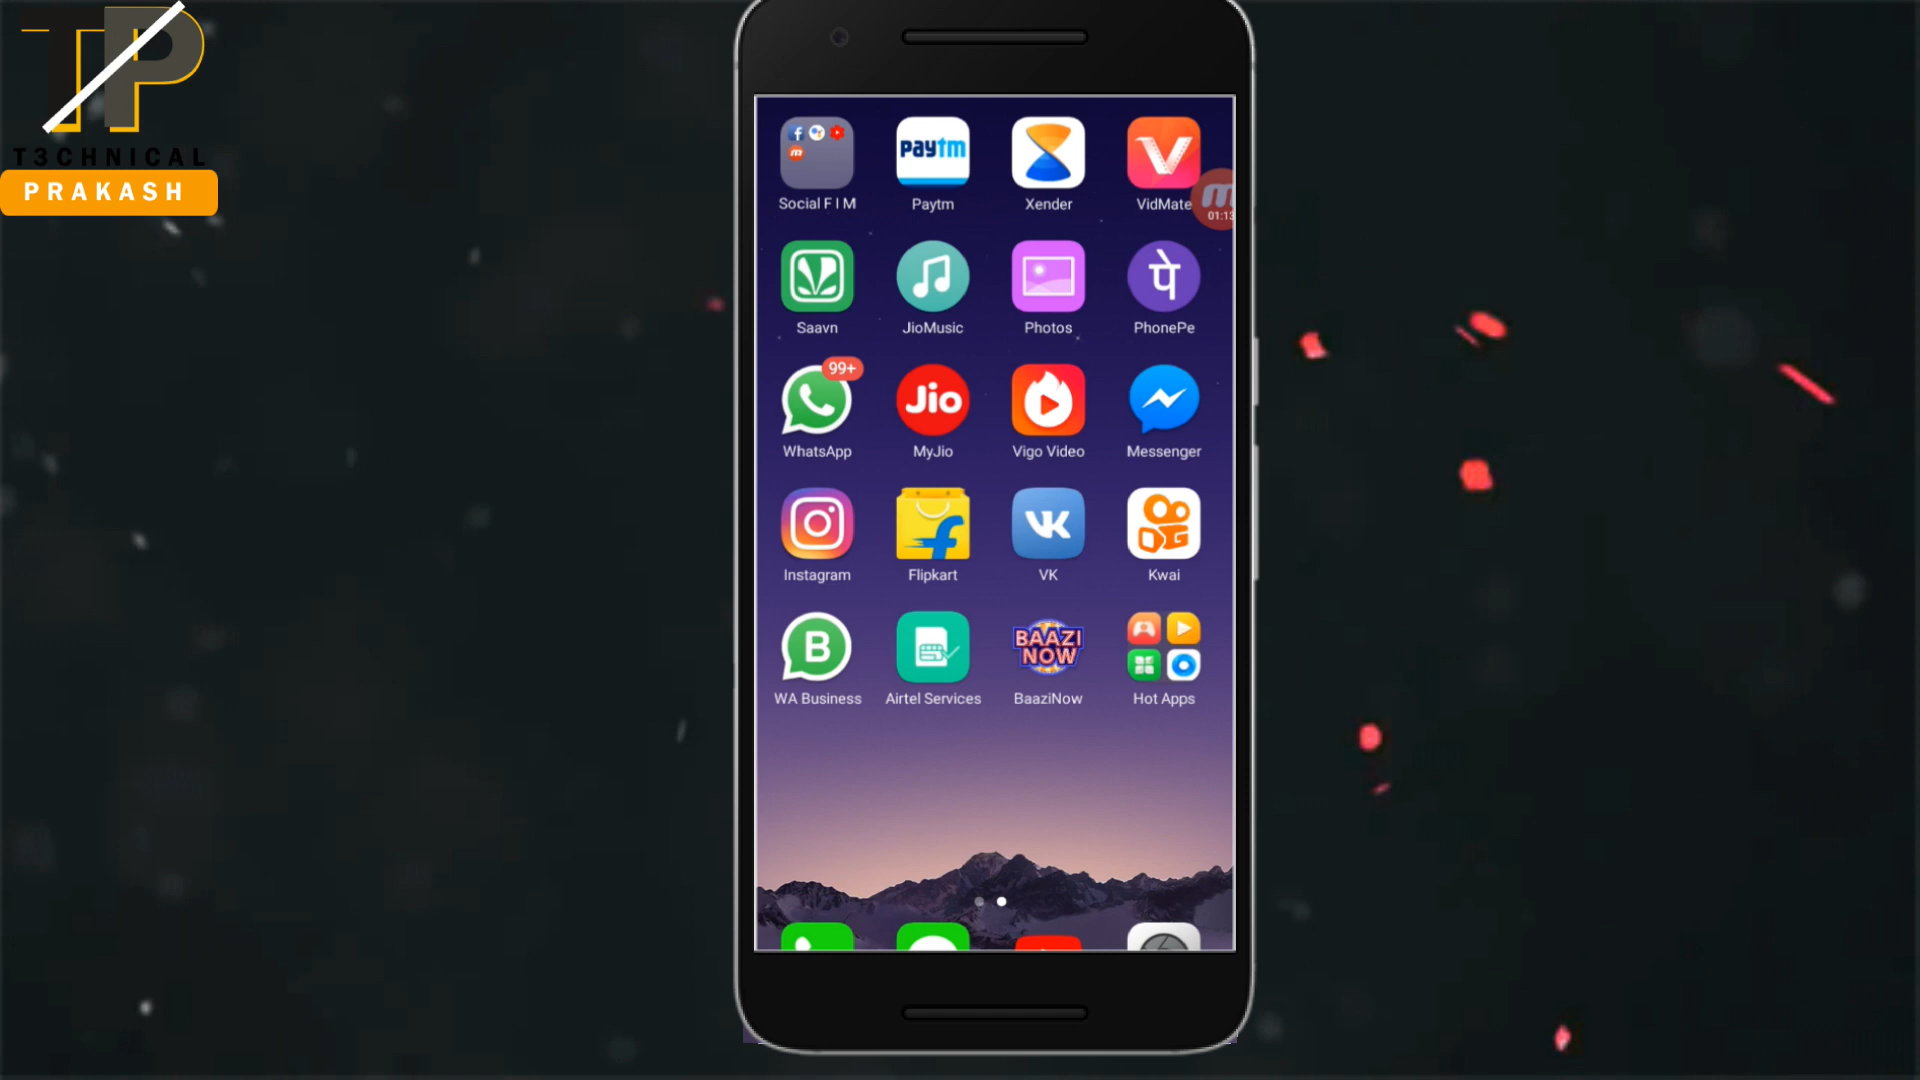 TP
T3CHNICAL
PRAKASH
Social F I M
paytm
Paytm
Xender
VidMate
01:13
Saavn
JioMusic
Photos
पे
PhonePe
99+
WhatsApp
Jio
MyJio
Vigo Video
Messenger
Instagram
Flipkart
VK
Kwai
B
WA Business
Airtel Services
BAAZI
NOW
BaaziNow
Hot Apps